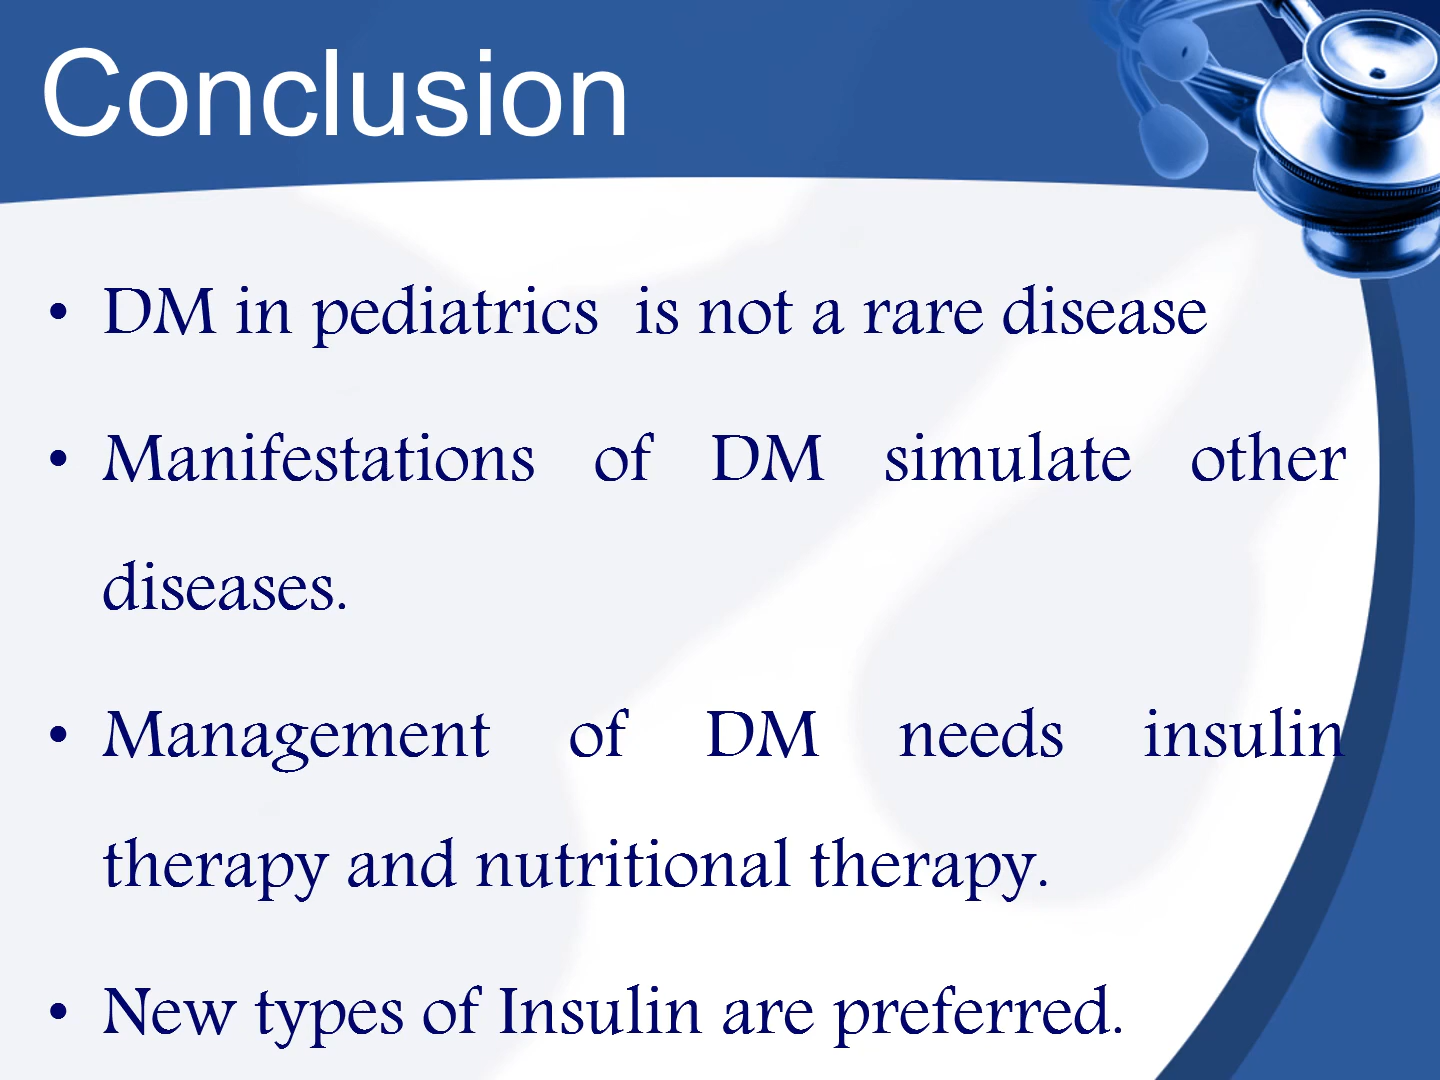 Conclusion
• DM in pediatrics  is not a rare disease
• Manifestations of DM simulate other
diseases.
• Management of DM needs insulin
therapy and nutritional therapy.
• New types of Insulin are preferred.